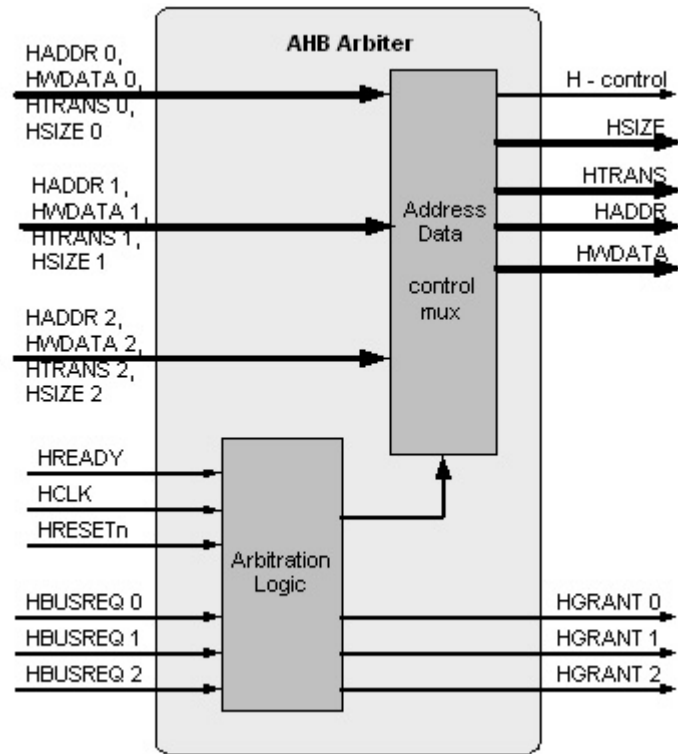 AHB Arbiter
HADDR 0,
HWDATA 0,
HTRANS 0,
HSIZE 0
HADDR 1,
HWDATA 1,
HTRANS 1,
HSIZE 1
HADDR 2,
HWDATA 2,
HTRANS 2,
HSIZE 2
Address
Data
control
mux
H - control
HSIZE
HTRANS
HADDR
HWDATA
HREADY
HCLK
HRESETn
HBUSREQ 0
HBUSREQ 1
HBUSREQ 2
Arbitration
Logic
HGRANT 0
HGRANT 1
HGRANT 2